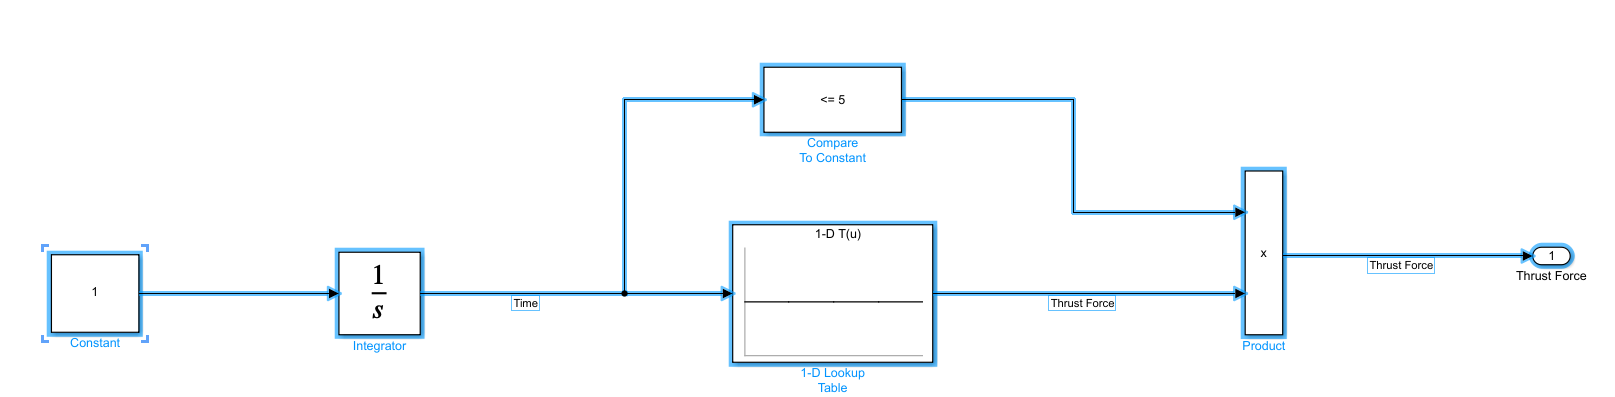 <= 5
Compare
To Constant
1-D T(u)
x
Thrust Force
1
Thrust Force
1
1
s
Time
Thrust Force
Constant
Integrator
Product
1-D Lookup
Table